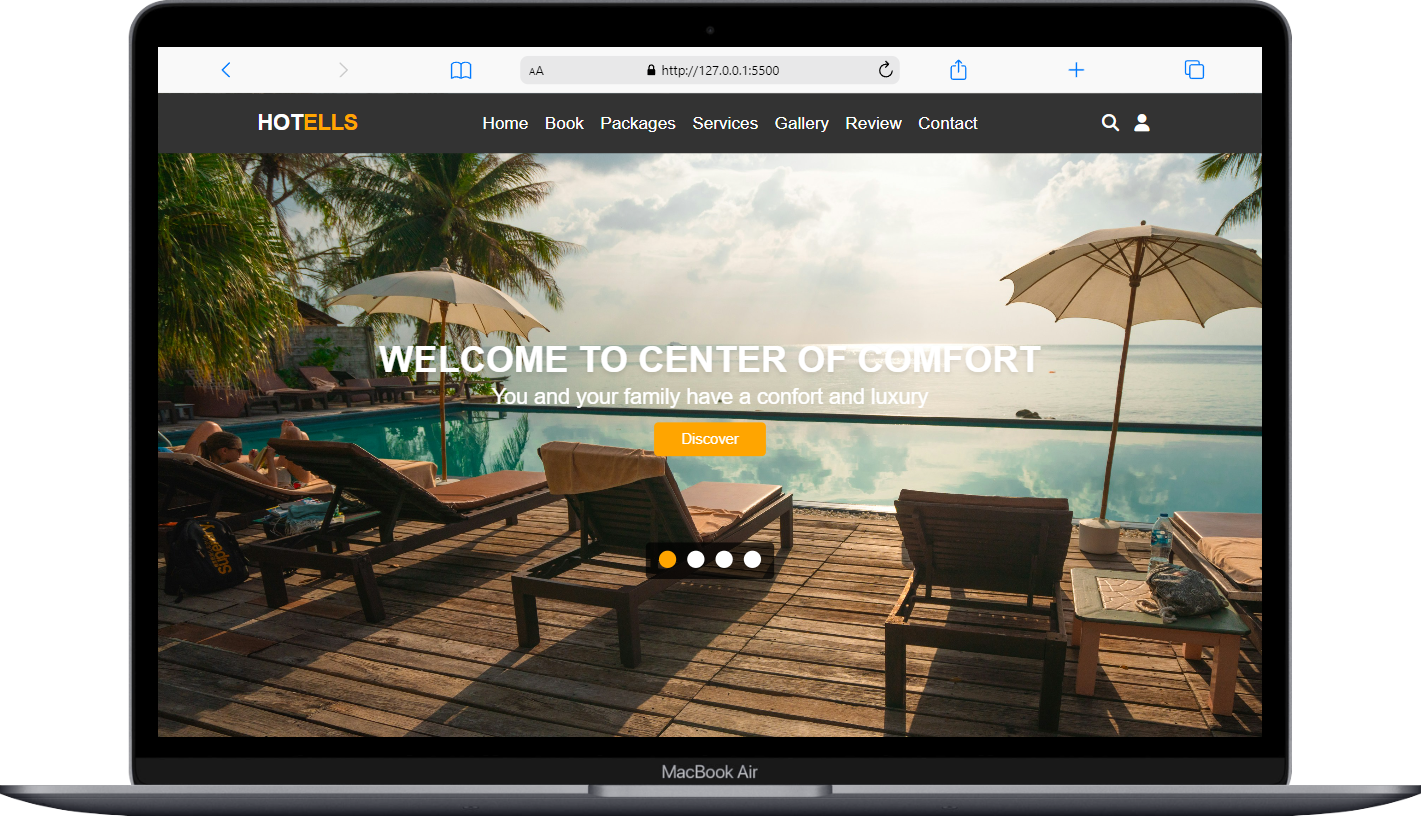 AA http://127.0.0.1:5500
HOTELLS Home Book Packages Services Gallery Review Contact
WELCOME TO CENTER OF COMFORT
You and your family have a confort and luxury
Discover
MacBook Air